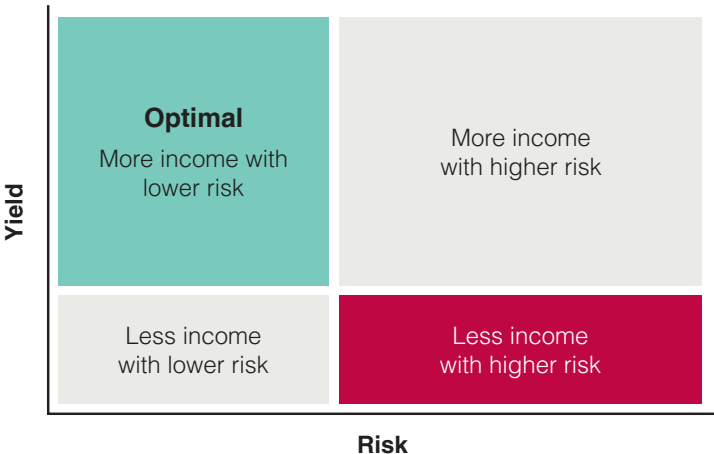 Yield
Optimal
More income with
lower risk
More income
with higher risk
Less income
with lower risk
Less income
with higher risk
Risk